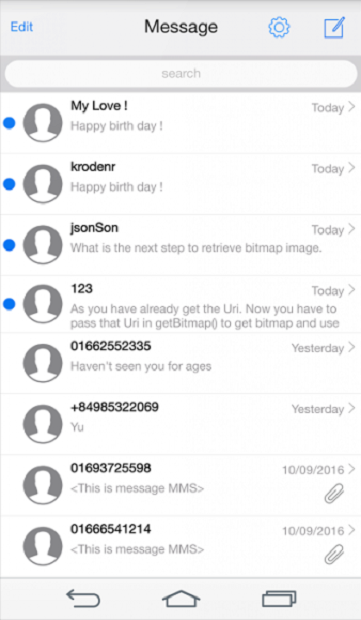 Edit
Message
search
My Love !
Today
Happy birth day !
krodenr
Today
Happy birth day !
jsonSon
Today
What is the next step to retrieve bitmap image.
123
Today
As you have already get the Uri. Now you have to
pass that Uri in getBitmap() to get bitmap and use
01662552335
Yesterday
Haven't seen you for ages
+84985322069
Yesterday
Yu
01693725598
10/09/2016
<This is message MMS>
01666541214
10/09/2016
<This is message MMS>